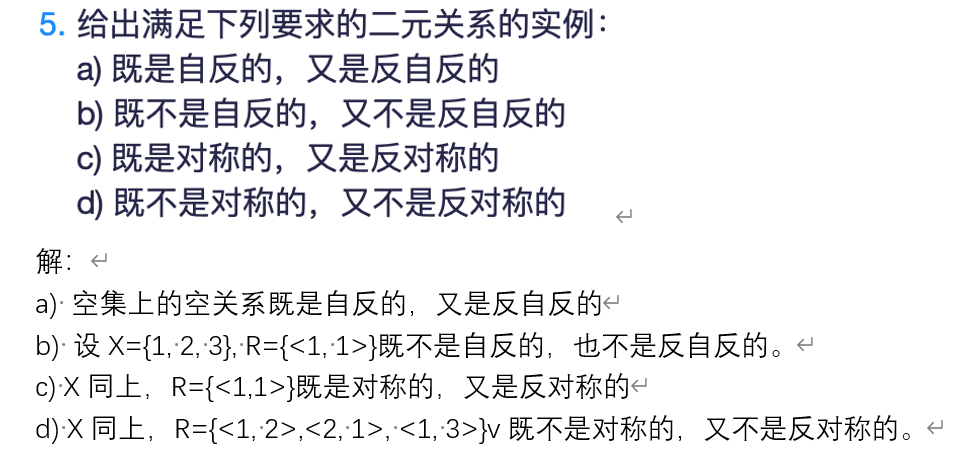 5. 给出满足下列要求的二元关系的实例：
a) 既是自反的，又是反自反的
b) 既不是自反的，又不是反自反的
c) 既是对称的，又是反对称的
d) 既不是对称的，又不是反对称的 ↵
解： ↵
a)· 空集上的空关系既是自反的，又是反自反的↵
b)· 设 X={1,·2,·3},·R={<1,·1>}既不是自反的，也不是反自反的。↵
c)·X 同上，R={<1,1>}既是对称的，又是反对称的↵
d)·X 同上，R={<1,·2>,<2,·1>,·<1,·3>}v 既不是对称的，又不是反对称的。↵